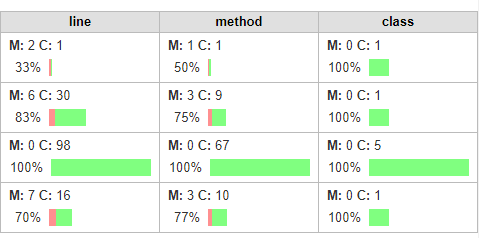 line method class
M: 2 C: 1 M: 1 C: 1 M: 0 C: 1
33% 50% 100%
M: 6 C: 30 M: 3 C: 9 M: 0 C: 1
83% 75% 100%
M: 0 C: 98 M: 0 C: 67 M: 0 C: 5
100% 100% 100%
M: 7 C: 16 M: 3 C: 10 M: 0 C: 1
70% 77% 100%